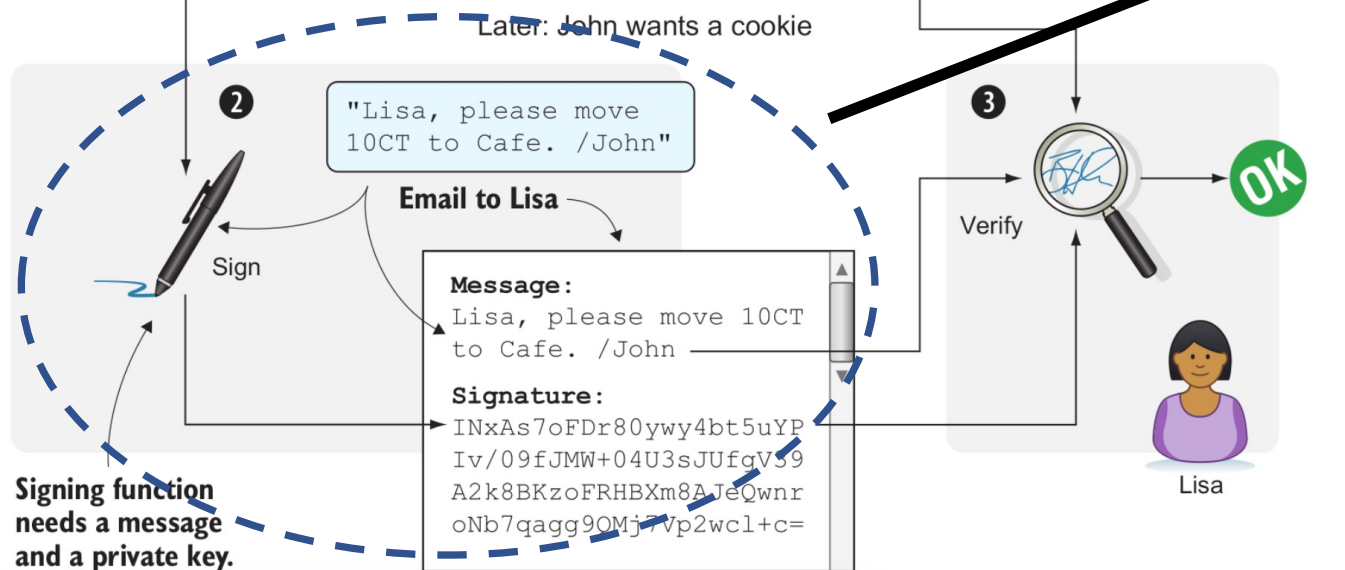 Later: John wants a cookie
2
"Lisa, please move
10CT to Cafe. /John"
Email to Lisa
Sign
Message:
Lisa, please move 10CT
to Cafe. /John
Signature:
INxAs7oFDr80ywy4bt5uYP
Iv/09fJMW+04U3sJUfgV39
A2k8BKzoFRHBXm8AJeQwnr
oNb7qagg9OMj7Vp2wcl+c=
Signing function
needs a message
and a private key.
3
Verify
OK
Lisa